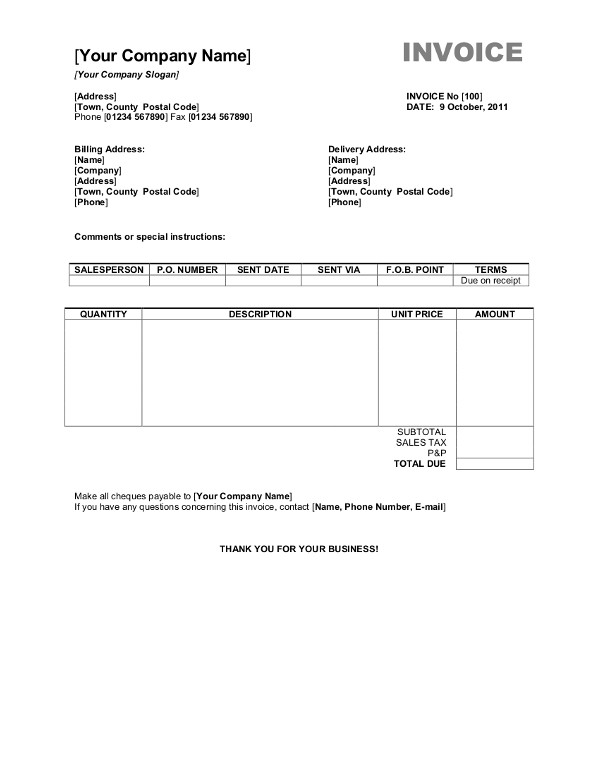 [Your Company Name] INVOICE
[Your Company Slogan]
[Address] INVOICE No [100]
[Town, County  Postal Code] DATE:  9 October, 2011
Phone [01234 567890] Fax [01234 567890]
Billing Address: Delivery Address:
[Name] [Name]
[Company] [Company]
[Address] [Address]
[Town, County  Postal Code] [Town, County  Postal Code]
[Phone] [Phone]
Comments or special instructions:
SALESPERSON P.O. NUMBER SENT DATE SENT VIA F.O.B. POINT TERMS
Due on receipt
QUANTITY DESCRIPTION UNIT PRICE AMOUNT
SUBTOTAL
SALES TAX
P&P
TOTAL DUE
Make all cheques payable to [Your Company Name]
If you have any questions concerning this invoice, contact [Name, Phone Number, E-mail]
THANK YOU FOR YOUR BUSINESS!